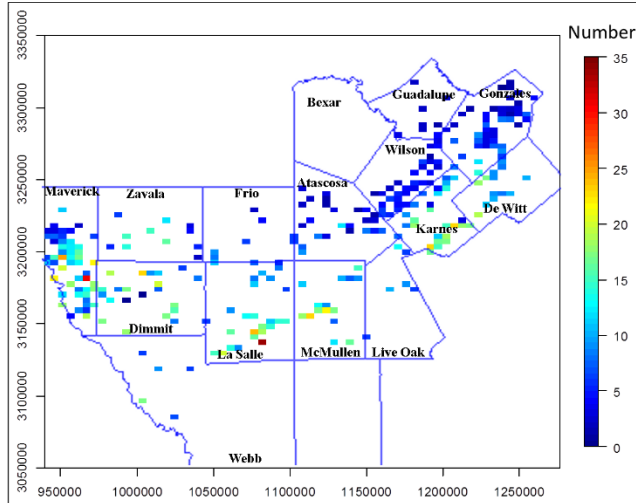 Number
3350000
3300000
3250000
3200000
3150000
3100000
3050000
Bexar
Guadalupe
Gonzales
Wilson
Maverick
Zavala
Frio
Atascosa
De Witt
Karnes
Dimmit
La Salle
McMullen
Live Oak
Webb
950000
1000000
1050000
1100000
1150000
1200000
1250000
35
30
25
20
15
10
5
0